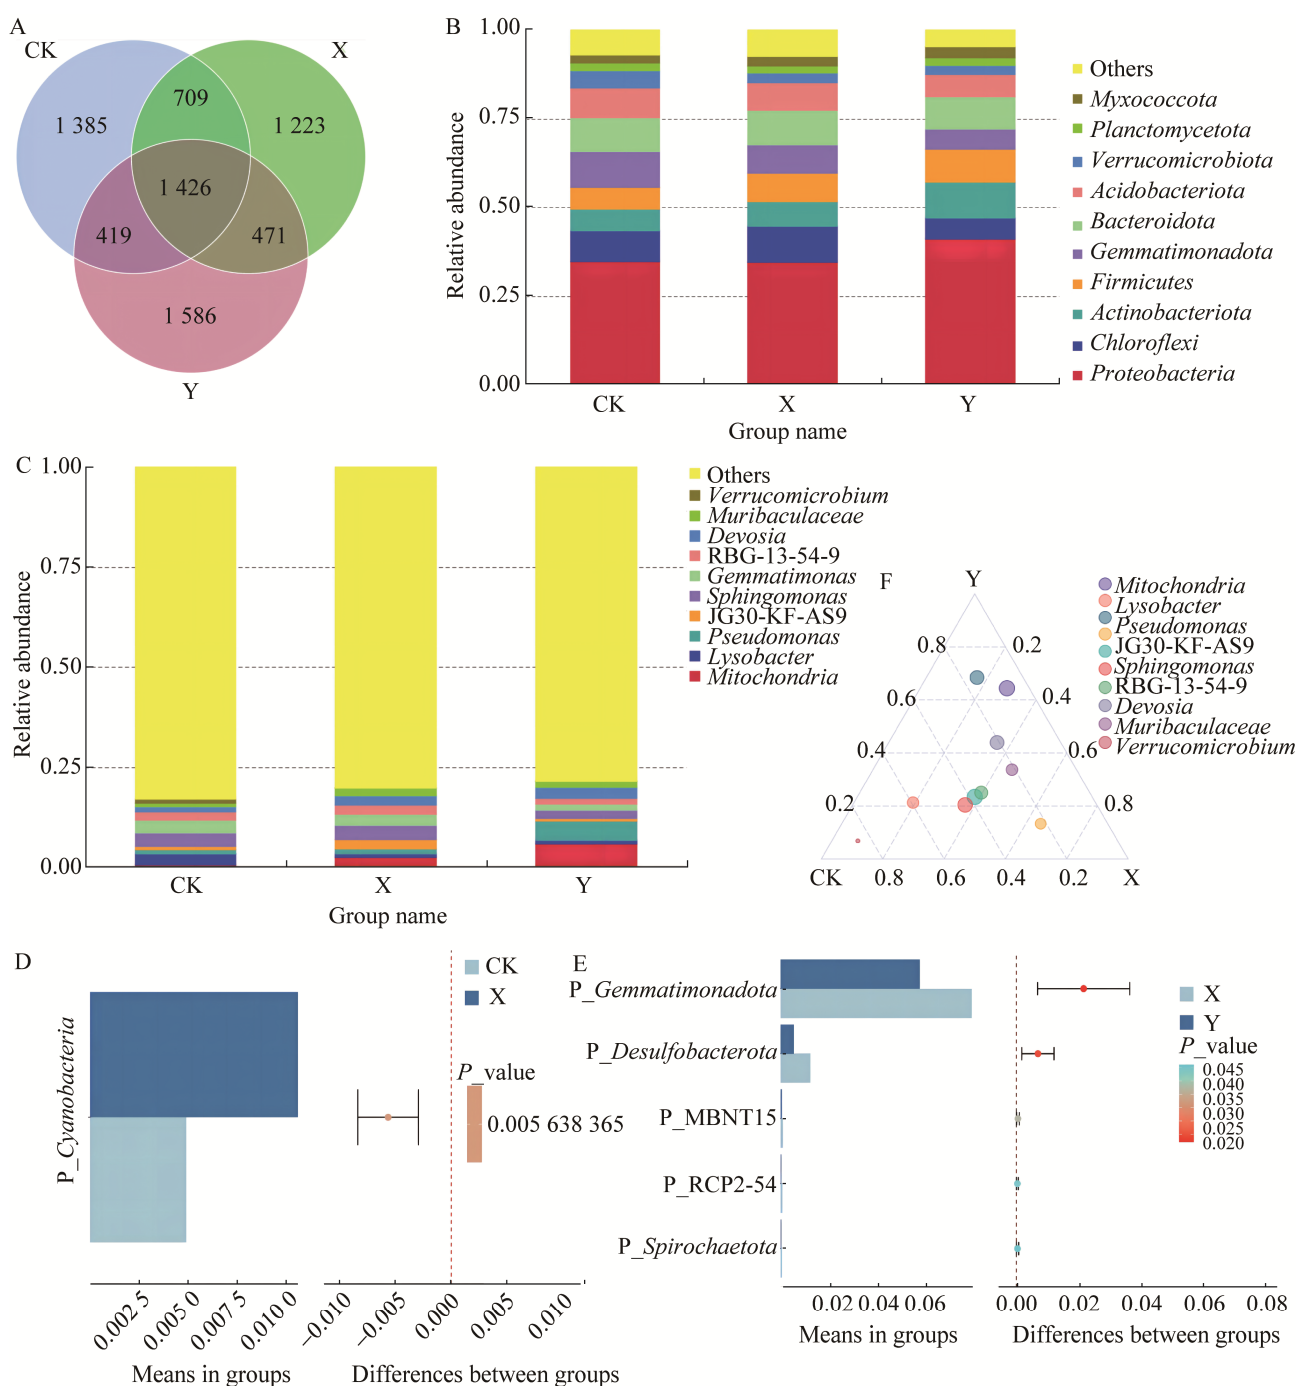 A
CK
X
709
1 385
1 223
1 426
419
471
1 586
Y
B
1.00
0.75
0.50
0.25
0.00
Relative abundance
CK
X
Y
Group name
Others
Myxococcota
Planctomycetota
Verrucomicrobiota
Acidobacteriota
Bacteroidota
Gemmatimonadota
Firmicutes
Actinobacteriota
Chloroflexi
Proteobacteria
C
1.00
0.75
0.50
0.25
0.00
Relative abundance
CK
X
Y
Group name
Others
Verrucomicrobium
Muribaculaceae
Devosia
RBG-13-54-9
Gemmatimonas
Sphingomonas
JG30-KF-AS9
Pseudomonas
Lysobacter
Mitochondria
F
Y
0.8
0.2
0.6
0.4
0.4
0.6
0.2
0.8
CK
0.8
0.6
0.4
0.2
X
Mitochondria
Lysobacter
Pseudomonas
JG30-KF-AS9
Sphingomonas
RBG-13-54-9
Devosia
Muribaculaceae
Verrucomicrobium
D
P_Cyanobacteria
CK
X
P_value
0.005 638 365
0.002 5
0.005 0
0.007 5
0.010 0
Means in groups
−0.010
−0.005
0.000
0.005
0.010
Differences between groups
E
P_Gemmatimonadota
P_Desulfobacterota
P_MBNT15
P_RCP2-54
P_Spirochaetota
0.02 0.04 0.06
Means in groups
0.00
0.02
0.04
0.06
0.08
Differences between groups
X
Y
P_value
0.045
0.040
0.035
0.030
0.025
0.020